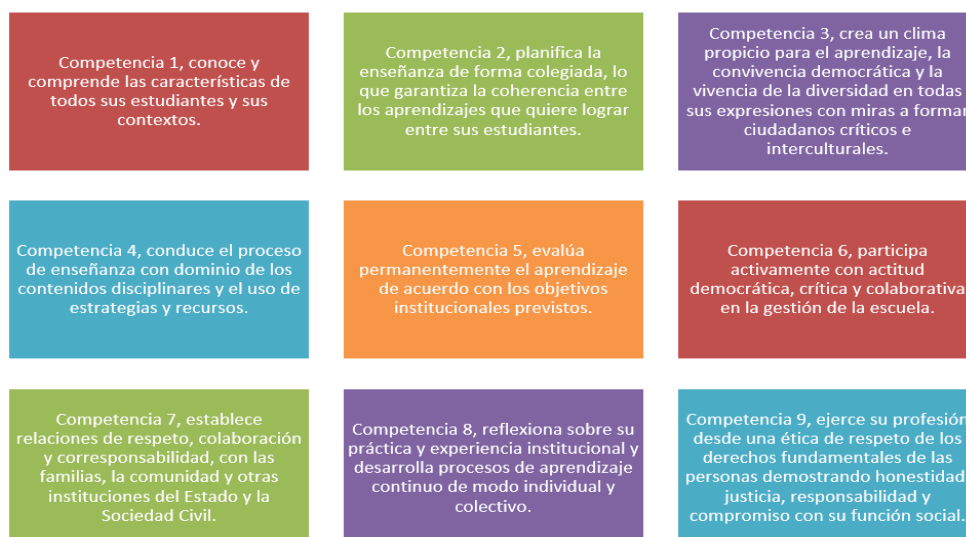 Competencia 1, conoce y
comprende las características de
todos sus estudiantes y sus
contextos.
Competencia 2, planifica la
enseñanza de forma colegiada, lo
que garantiza la coherencia entre
los aprendizajes que quiere lograr
entre sus estudiantes.
Competencia 3, crea un clima
propicio para el aprendizaje, la
convivencia democrática y la
vivencia de la diversidad en todas
sus expresiones con miras a formar
ciudadanos críticos e
interculturales.
Competencia 4, conduce el proceso
de enseñanza con dominio de los
contenidos disciplinares y el uso de
estrategias y recursos.
Competencia 5, evalúa
permanentemente el aprendizaje
de acuerdo con los objetivos
institucionales previstos.
Competencia 6, participa
activamente con actitud
democrática, crítica y colaborativa
en la gestión de la escuela.
Competencia 7, establece
relaciones de respeto, colaboración
y corresponsabilidad, con las
familias, la comunidad y otras
instituciones del Estado y la
Sociedad Civil.
Competencia 8, reflexiona sobre su
práctica y experiencia institucional y
desarrolla procesos de aprendizaje
continuo de modo individual y
colectivo.
Competencia 9, ejerce su profesión
desde una ética de respeto de los
derechos fundamentales de las
personas demostrando honestidad
justicia, responsabilidad y
compromiso con su función social.